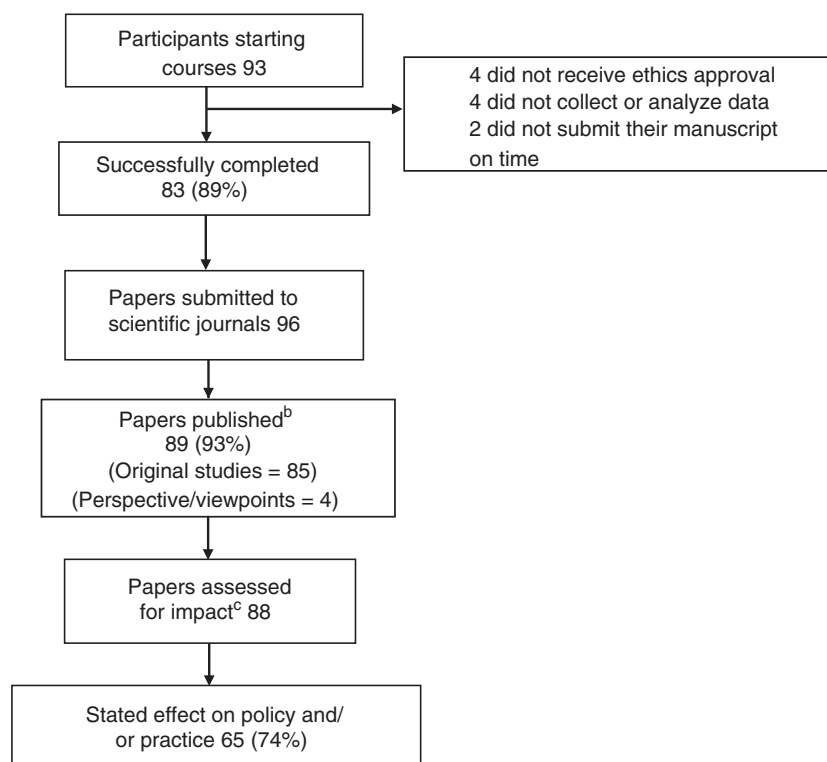 Participants starting
courses 93
4 did not receive ethics approval
4 did not collect or analyze data
2 did not submit their manuscript
on time
Successfully completed
83 (89%)
Papers submitted to
scientific journals 96
Papers published^b
89 (93%)
(Original studies = 85)
(Perspective/viewpoints = 4)
Papers assessed
for impact^c 88
Stated effect on policy and/
or practice 65 (74%)